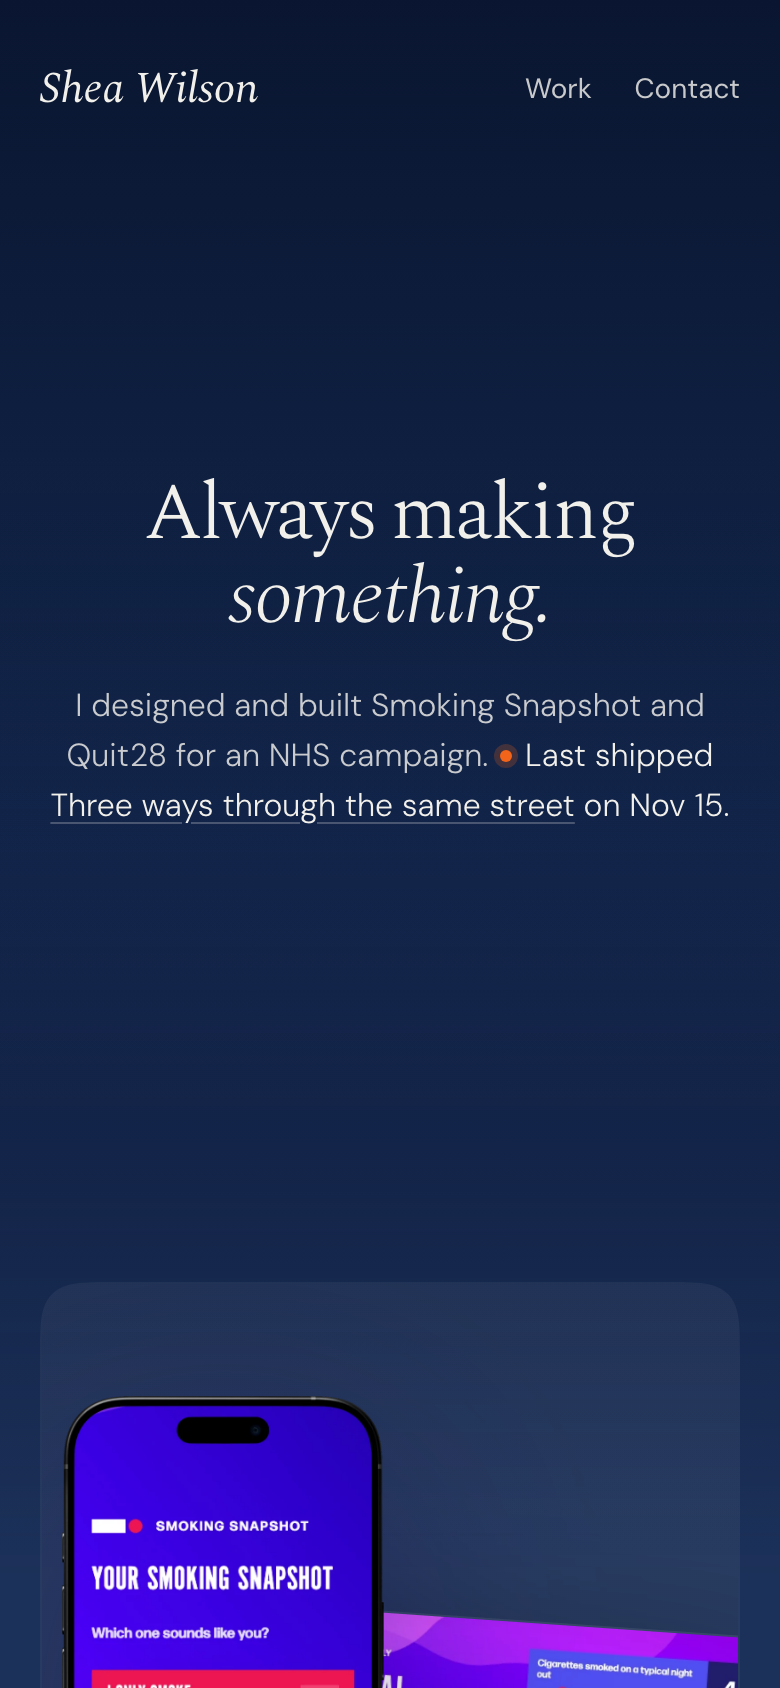 Shea Wilson
Work
Contact
Always making
something.
I designed and built Smoking Snapshot and
Quit28 for an NHS campaign. Last shipped
Three ways through the same street on Nov 15.
SMOKING SNAPSHOT
YOUR SMOKING SNAPSHOT
Which one sounds like you?
Cigarettes smoked on a typical night
out